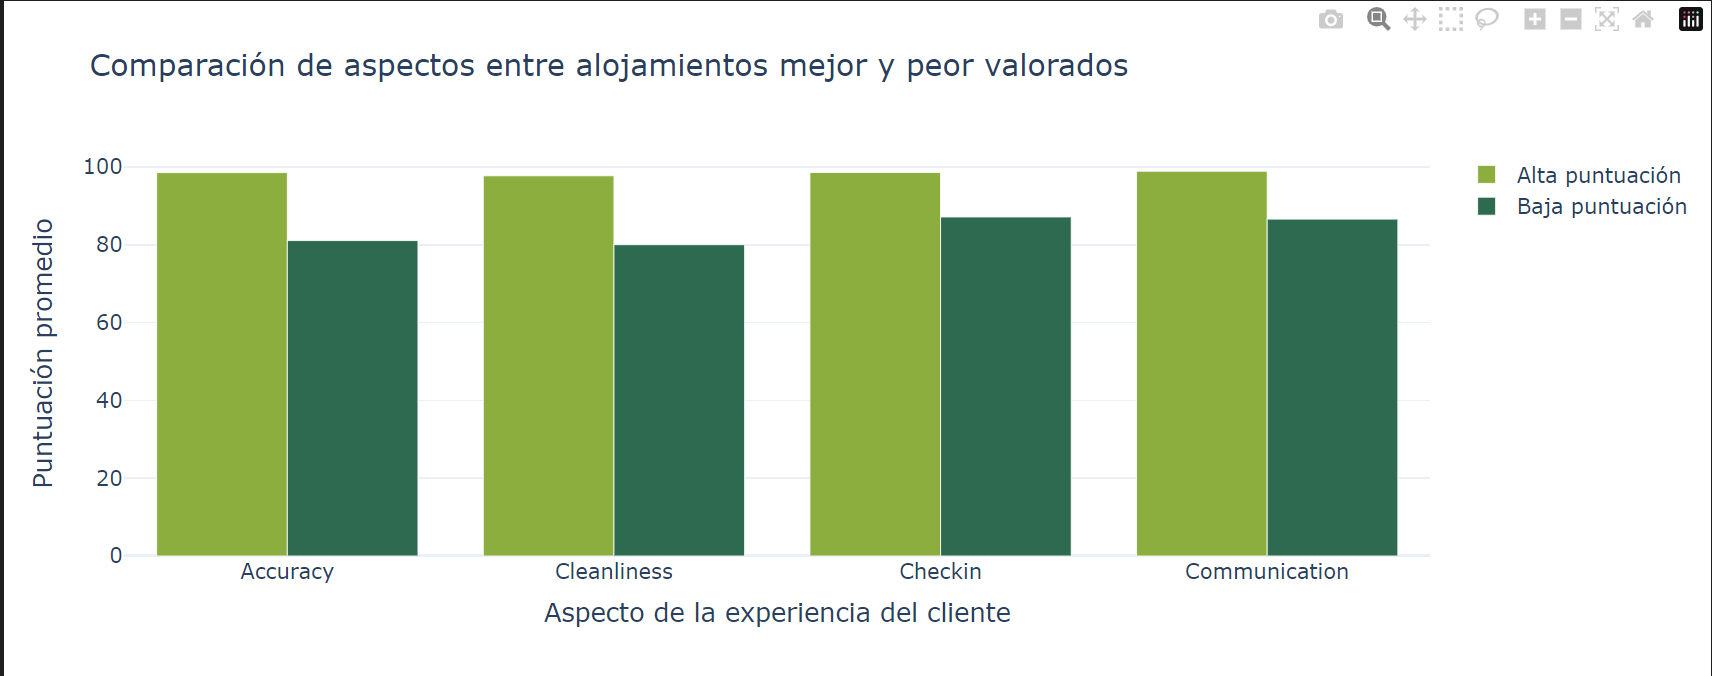 Comparación de aspectos entre alojamientos mejor y peor valorados
Puntuación promedio
100
80
60
40
20
0
Accuracy
Cleanliness
Checkin
Communication
Aspecto de la experiencia del cliente
Alta puntuación
Baja puntuación